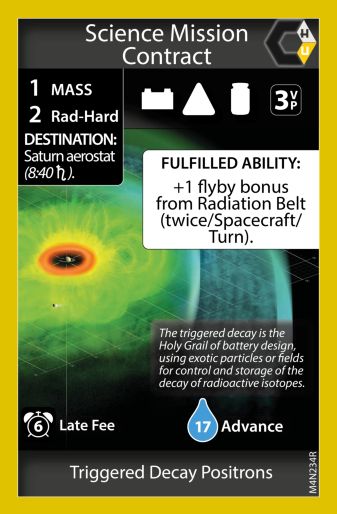 Science Mission
Contract
H
U
1 MASS
2 Rad-Hard
DESTINATION:
Saturn aerostat
(8:40 ♄).
3 VP
FULFILLED ABILITY:
+1 flyby bonus
from Radiation Belt
(twice/Spacecraft/
Turn).
The triggered decay is the
Holy Grail of battery design,
using exotic particles or fields
for control and storage of the
decay of radioactive isotopes.
6 Late Fee
17 Advance
Triggered Decay Positrons
M4N234R